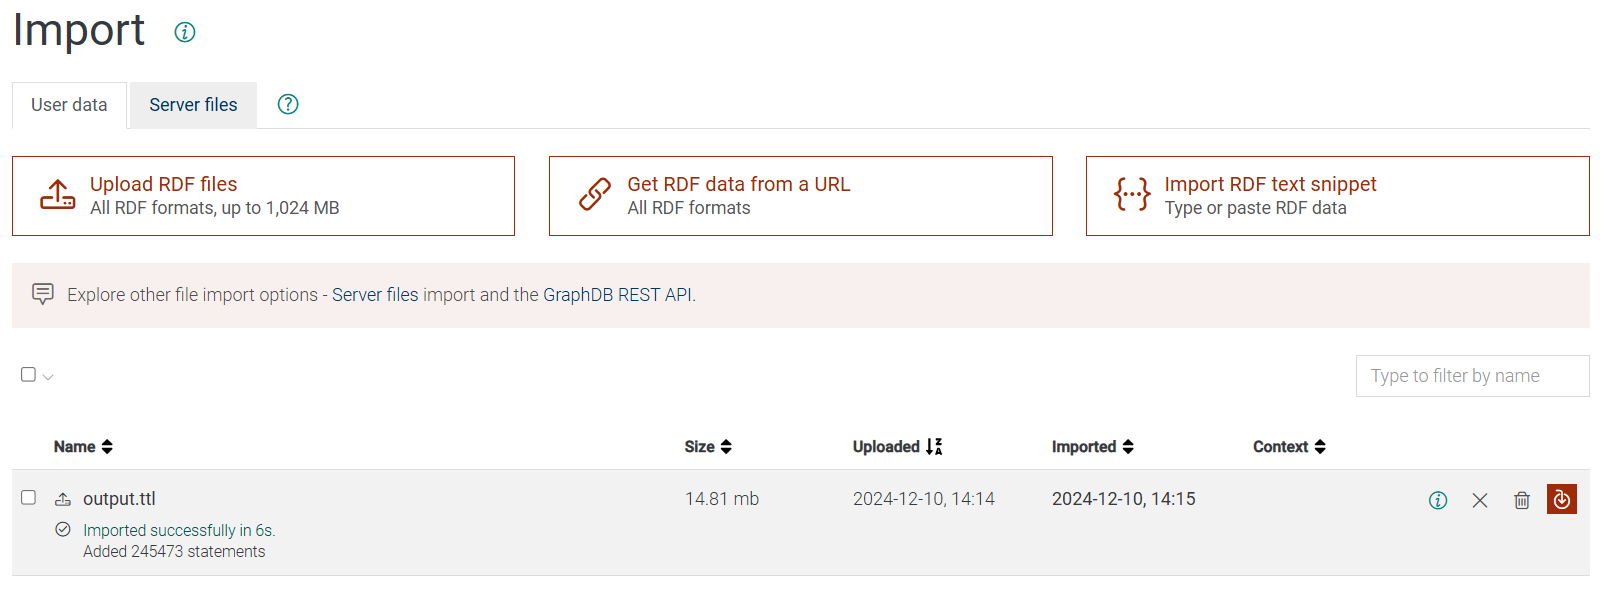 Import
User data
Server files
Upload RDF files
All RDF formats, up to 1,024 MB
Get RDF data from a URL
All RDF formats
Import RDF text snippet
Type or paste RDF data
Explore other file import options - Server files import and the GraphDB REST API.
Type to filter by name
Name Size Uploaded Imported Context
output.ttl 14.81 mb 2024-12-10, 14:14 2024-12-10, 14:15
Imported successfully in 6s.
Added 245473 statements